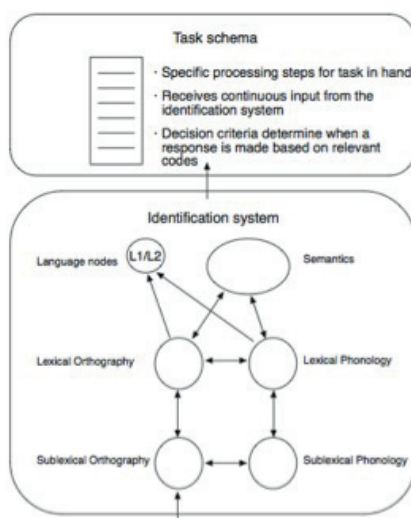 Task schema
· Specific processing steps for task in hand
· Receives continuous input from the
identification system
· Decision criteria determine when a
response is made based on relevant
codes
Identification system
Language nodes
L1/L2
Semantics
Lexical Orthography
Lexical Phonology
Sublexical Orthography
Sublexical Phonology